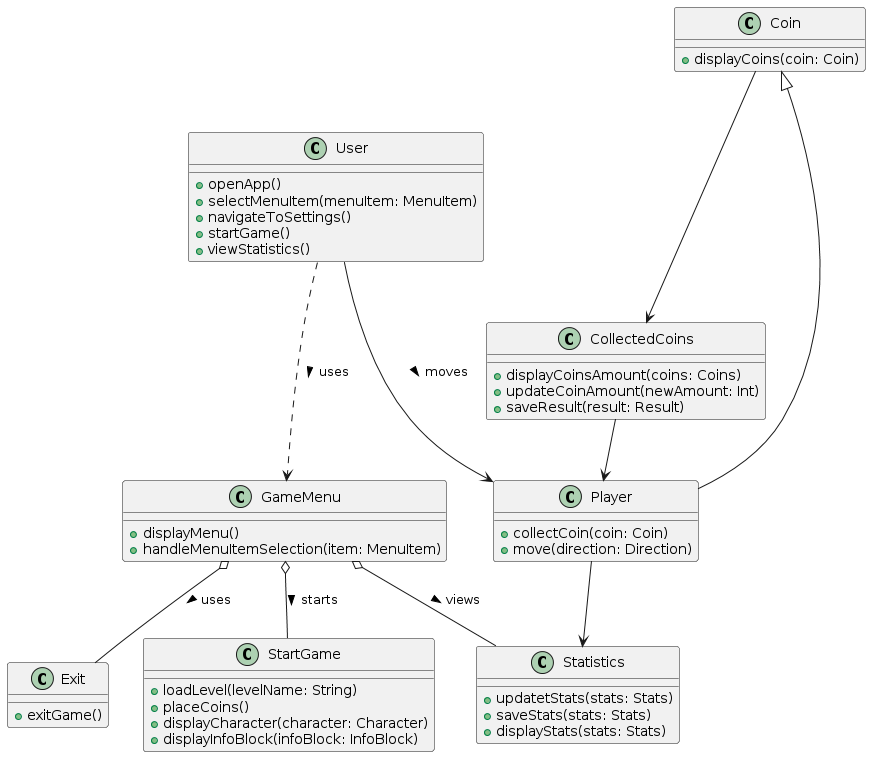 C Coin
displayCoins(coin: Coin)
C User
openApp()
selectMenuItem(menuItem: MenuItem)
navigateToSettings()
startGame()
viewStatistics()
C CollectedCoins
displayCoinsAmount(coins: Coins)
updateCoinAmount(newAmount: Int)
saveResult(result: Result)
uses
moves
C GameMenu
displayMenu()
handleMenuItemSelection(item: MenuItem)
C Player
collectCoin(coin: Coin)
move(direction: Direction)
uses
starts
views
C Exit
exitGame()
C StartGame
loadLevel(levelName: String)
placeCoins()
displayCharacter(character: Character)
displayInfoBlock(infoBlock: InfoBlock)
C Statistics
updatetStats(stats: Stats)
saveStats(stats: Stats)
displayStats(stats: Stats)